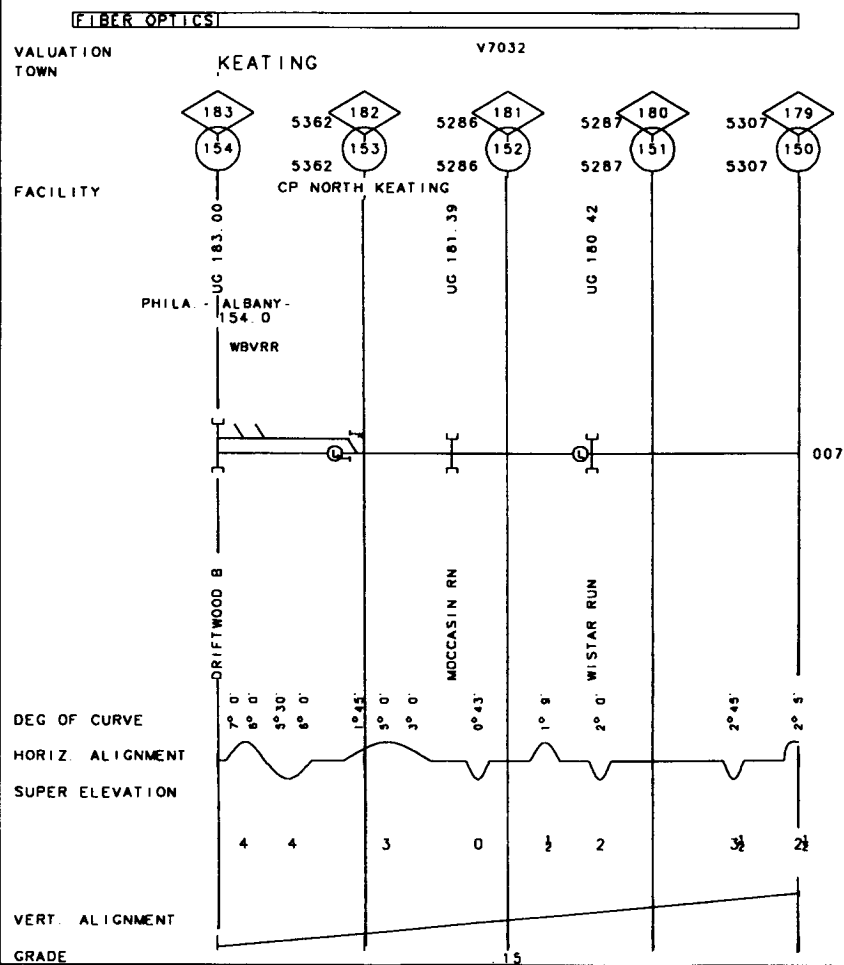 FIBER OPTICS
VALUATION V7032
TOWN KEATING
183 5362 182 5286 181 5287 180 5307 179
154 5362 153 5286 152 5287 151 5307 150
FACILITY CP NORTH KEATING
UG 183.00
UG 181.39
UG 180 42
PHILA. - ALBANY -
154.0
WBVRR
L
L
007
DRIFTWOOD B
MOCCASIN RN
WISTAR RUN
DEG OF CURVE 7° 0' 6° 0' 5° 30' 6° 0' 1° 45' 5° 0' 3° 0' 0° 43' 1° 9' 2° 0' 2° 45' 2° 5'
HORIZ. ALIGNMENT
SUPER ELEVATION
4 4 3 0 ½ 2 3½ 2½
VERT. ALIGNMENT
GRADE .15